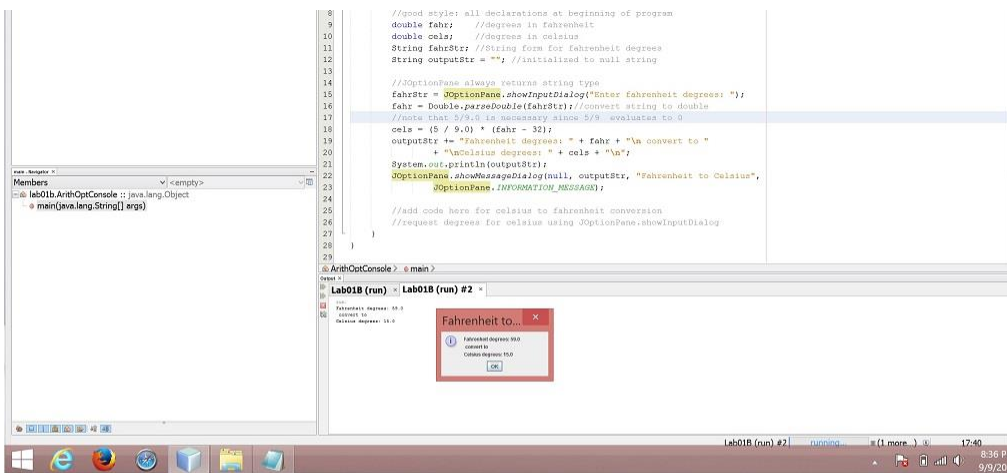 8 //good style: all declarations at beginning of program
9 double fahr; //degrees in fahrenheit
10 double cels; //degrees in celsius
11 String fahrStr; //String form for fahrenheit degrees
12 String outputStr = ""; //initialized to null string
13
14 //JOptionPane always returns string type
15 fahrStr = JOptionPane.showInputDialog("Enter fahrenheit degrees: ");
16 fahr = Double.parseDouble(fahrStr);//convert string to double
17 //note that 5/9.0 is necessary since 5/9 evaluates to 0
18 cels = (5 / 9.0) * (fahr - 32);
19 outputStr += "Fahrenheit degrees: " + fahr + "\n convert to "
20 + "\nCelsius degrees: " + cels + "\n";
21 System.out.println(outputStr);
22 JOptionPane.showMessageDialog(null, outputStr, "Fahrenheit to Celsius",
23 JOptionPane.INFORMATION_MESSAGE);
24
25 //add code here for celsius to fahrenheit conversion
26 //request degrees for celsius using JOptionPane.showInputDialog
27 }
28 }
29
main - Navigator
Members <empty>
lab01b.ArithOptConsole :: java.lang.Object
main(java.lang.String[] args)
ArithOptConsole > main >
Output
Lab01B (run) Lab01B (run) #2
run:
Fahrenheit degrees: 59.0
convert to
Celsius degrees: 15.0
Fahrenheit to...
Fahrenheit degrees: 59.0
convert to
Celsius degrees: 15.0
OK
Lab01B (run) #2 running... (1 more...) 17:40
8:36
9/9/20